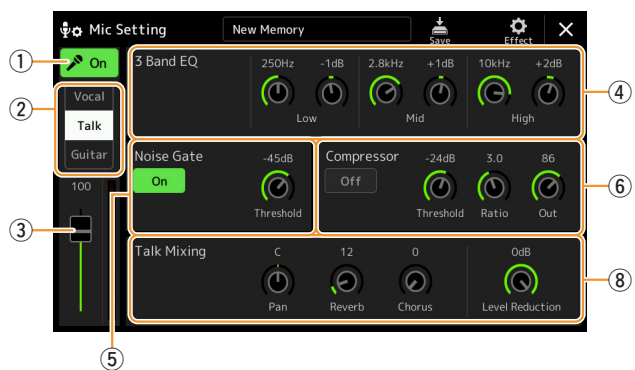 Mic Setting
New Memory
Save
Effect
1
On
2
Vocal
Talk
Guitar
100
3
3 Band EQ
250Hz -1dB 2.8kHz +1dB 10kHz +2dB
Low Mid High
4
Noise Gate
On
-45dB
Threshold
5
Compressor
Off
-24dB 3.0 86
Threshold Ratio Out
6
Talk Mixing
C 12 0 0dB
Pan Reverb Chorus Level Reduction
8